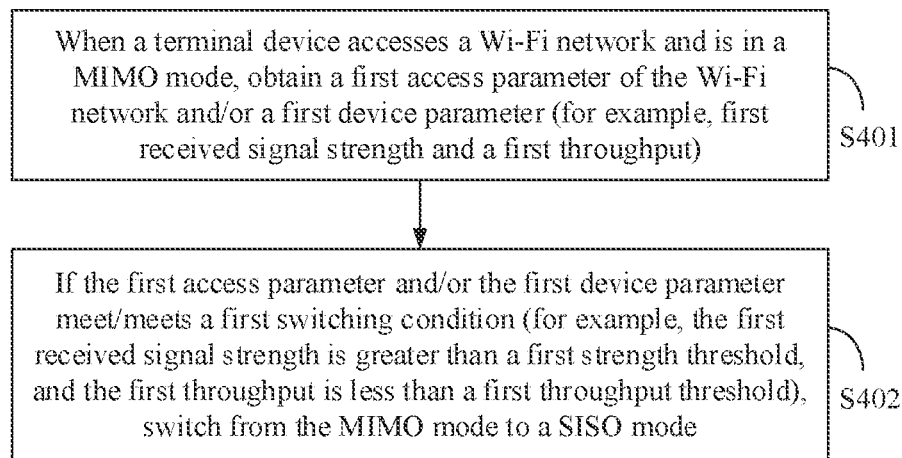 When a terminal device accesses a Wi-Fi network and is in a
MIMO mode, obtain a first access parameter of the Wi-Fi
network and/or a first device parameter (for example, first
received signal strength and a first throughput)
S401
If the first access parameter and/or the first device parameter
meet/meets a first switching condition (for example, the first
received signal strength is greater than a first strength threshold,
and the first throughput is less than a first throughput threshold),
switch from the MIMO mode to a SISO mode
S402